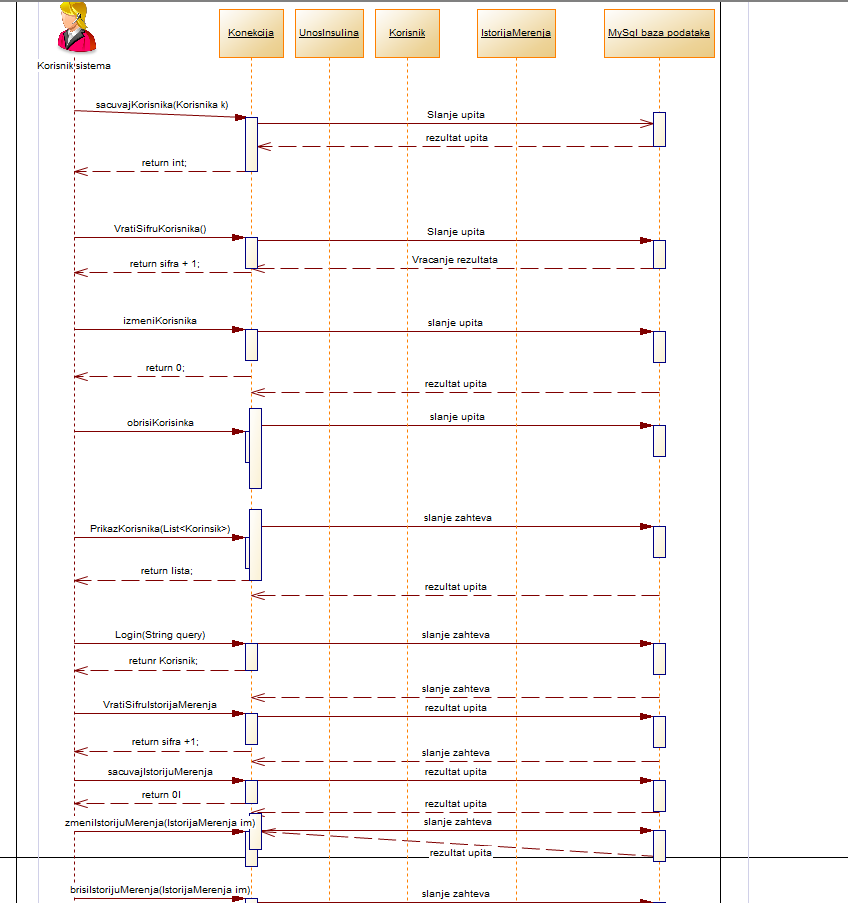 Korisnik sistema
Konekcija
UnosInsulina
Korisnik
IstorijaMerenja
MySql baza podataka
sacuvajKorisnika(Korisnika k)
Slanje upita
rezultat upita
return int;
VratiSifruKorisnika()
Slanje upita
Vracanje rezultata
return sifra + 1;
izmeniKorisnika
slanje upita
return 0;
rezultat upita
obrisiKorisinka
slanje upita
slanje zahteva
PrikazKorisnika(List<Korinsik>)
return lista;
rezultat upita
Login(String query)
slanje zahteva
retunr Korisnik;
slanje zahteva
VratiSifruIstorijaMerenja
rezultat upita
return sifra +1;
slanje zahteva
sacuvajIstorijuMerenja
rezultat upita
return 0l
rezultat upita
zmeniIstorijuMerenja(IstorijaMerenja im)
slanje zahteva
rezultat upita
brisiIstorijuMerenja(IstorijaMerenja im)
slanje zahteva